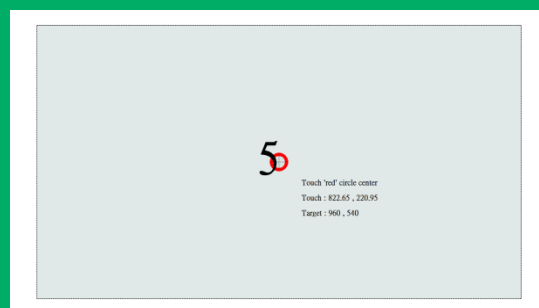 5
Touch 'red' circle center
Touch : 822.65 , 220.95
Target : 960 , 540